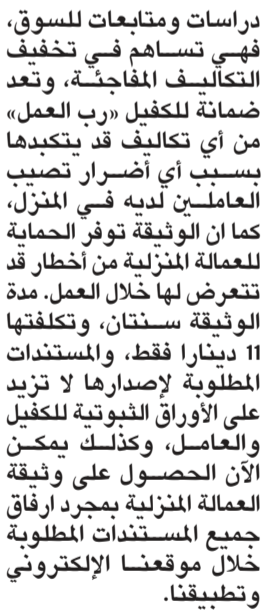 دراسات ومتابعات للسوق،
فهي تساهم في تخفيف
التكاليف المفاجئة، وتعد
ضمانة للكفيل «رب العمل»
من أي تكاليف قد يتكبدها
بسبب أي أضرار تصيب
العاملين لديه في المنزل،
كما ان الوثيقة توفر الحماية
للعمالة المنزلية من أخطار قد
تتعرض لها خلال العمل. مدة
الوثيقة سنتان، وتكلفتها
11 دينارا فقط، والمستندات
المطلوبة لإصدارها لا تزيد
على الأوراق الثبوتية للكفيل
والعامل، وكذلك يمكن
الآن الحصول على وثيقة
العمالة المنزلية بمجرد ارفاق
جميع المستندات المطلوبة
خلال موقعنا الإلكتروني
وتطبيقنا.